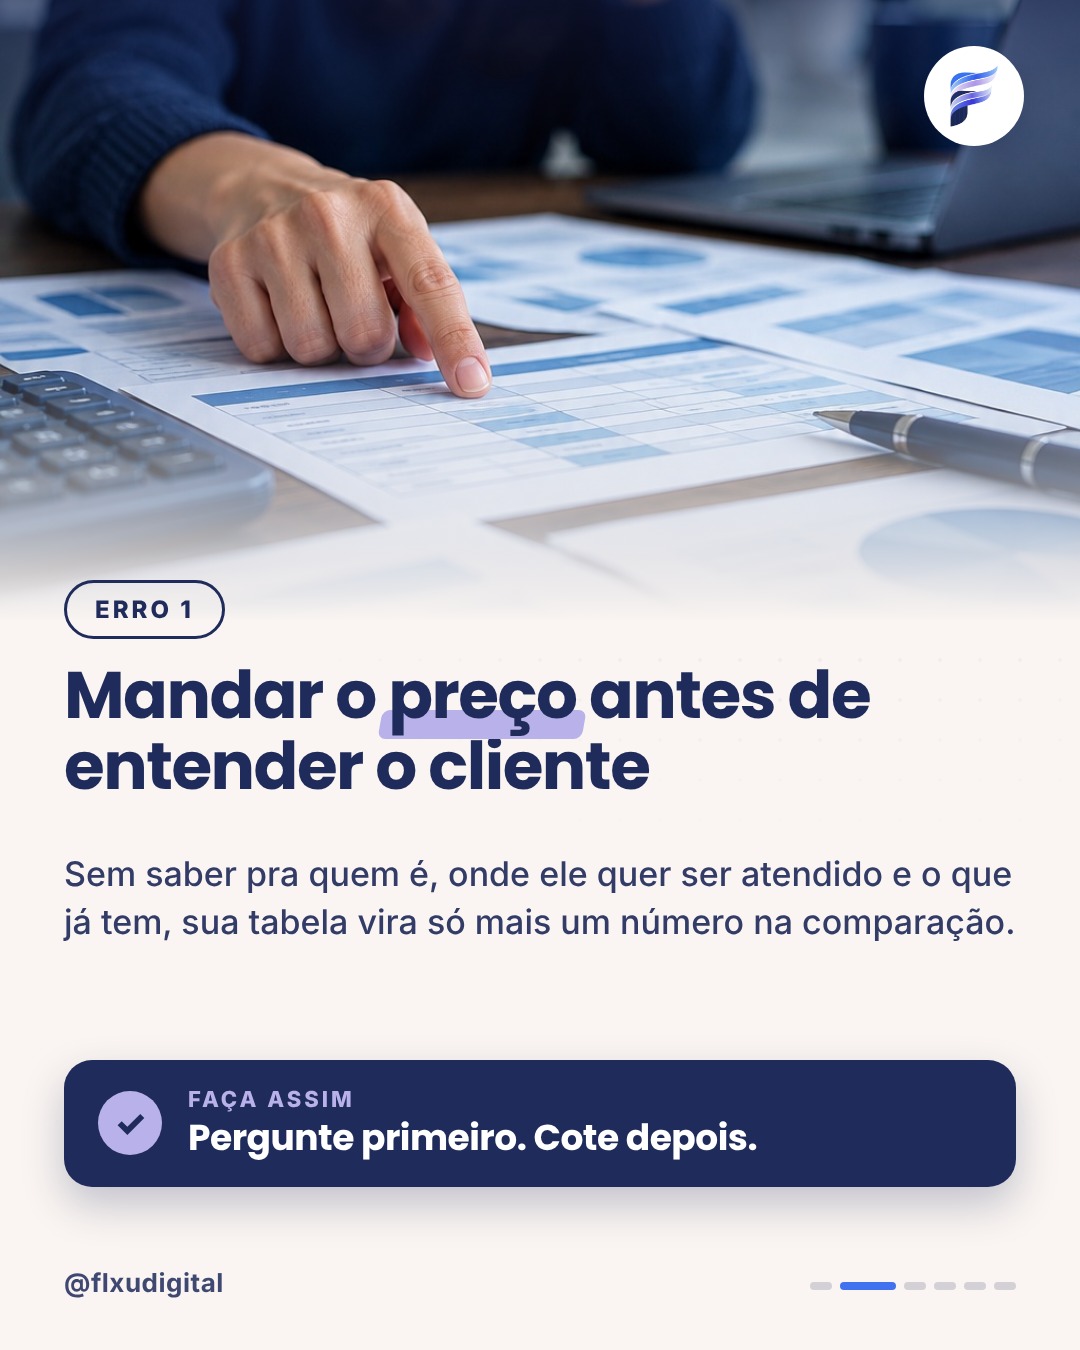 ERRO 1
Mandar o preço antes de
entender o cliente
Sem saber pra quem é, onde ele quer ser atendido e o que
já tem, sua tabela vira só mais um número na comparação.
FAÇA ASSIM
Pergunte primeiro. Cote depois.
@flxudigital